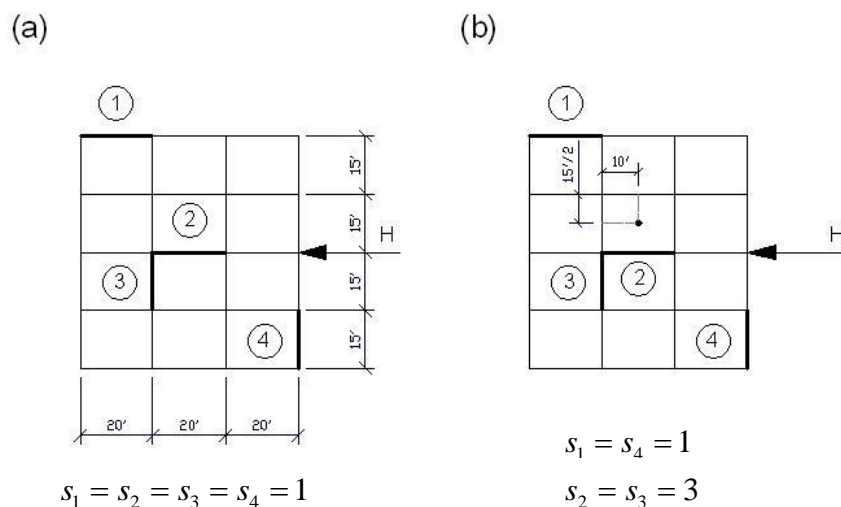 (a)
1
2
3
4
15'
15'
15'
15'
H
20'
20'
20'
s₁ = s₂ = s₃ = s₄ = 1
(b)
1
15'/2
10'
H
3
2
4
s₁ = s₄ = 1
s₂ = s₃ = 3